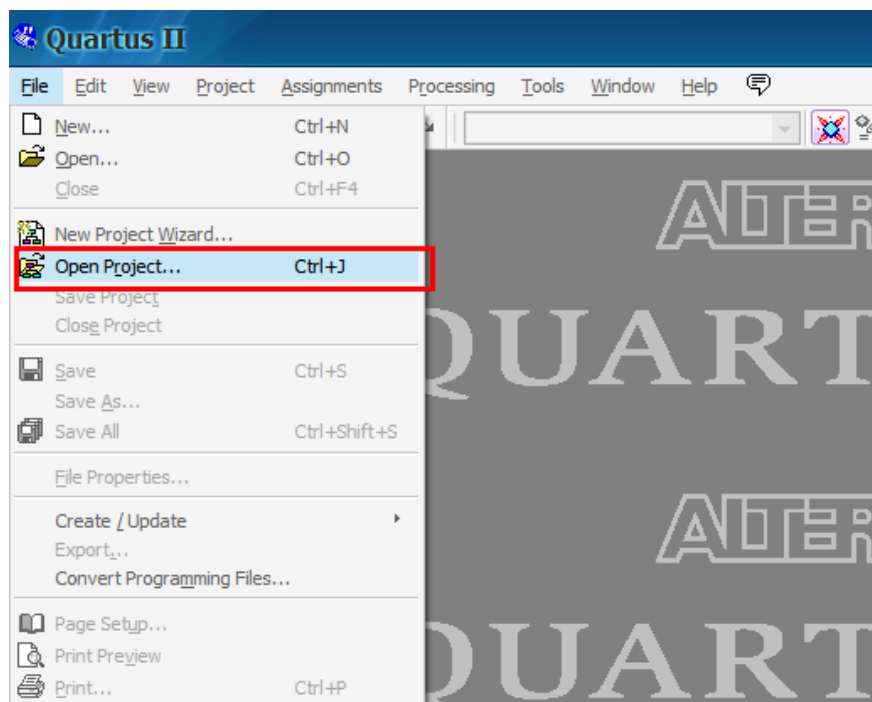 Quartus II
File Edit View Project Assignments Processing Tools Window Help
New... Ctrl+N
Open... Ctrl+O
Close Ctrl+F4
New Project Wizard...
Open Project... Ctrl+J
Save Project
Close Project
Save Ctrl+S
Save As...
Save All Ctrl+Shift+S
File Properties...
Create / Update
Export...
Convert Programming Files...
Page Setup...
Print Preview
Print... Ctrl+P
ALTER
QUART
ALTER
QUART